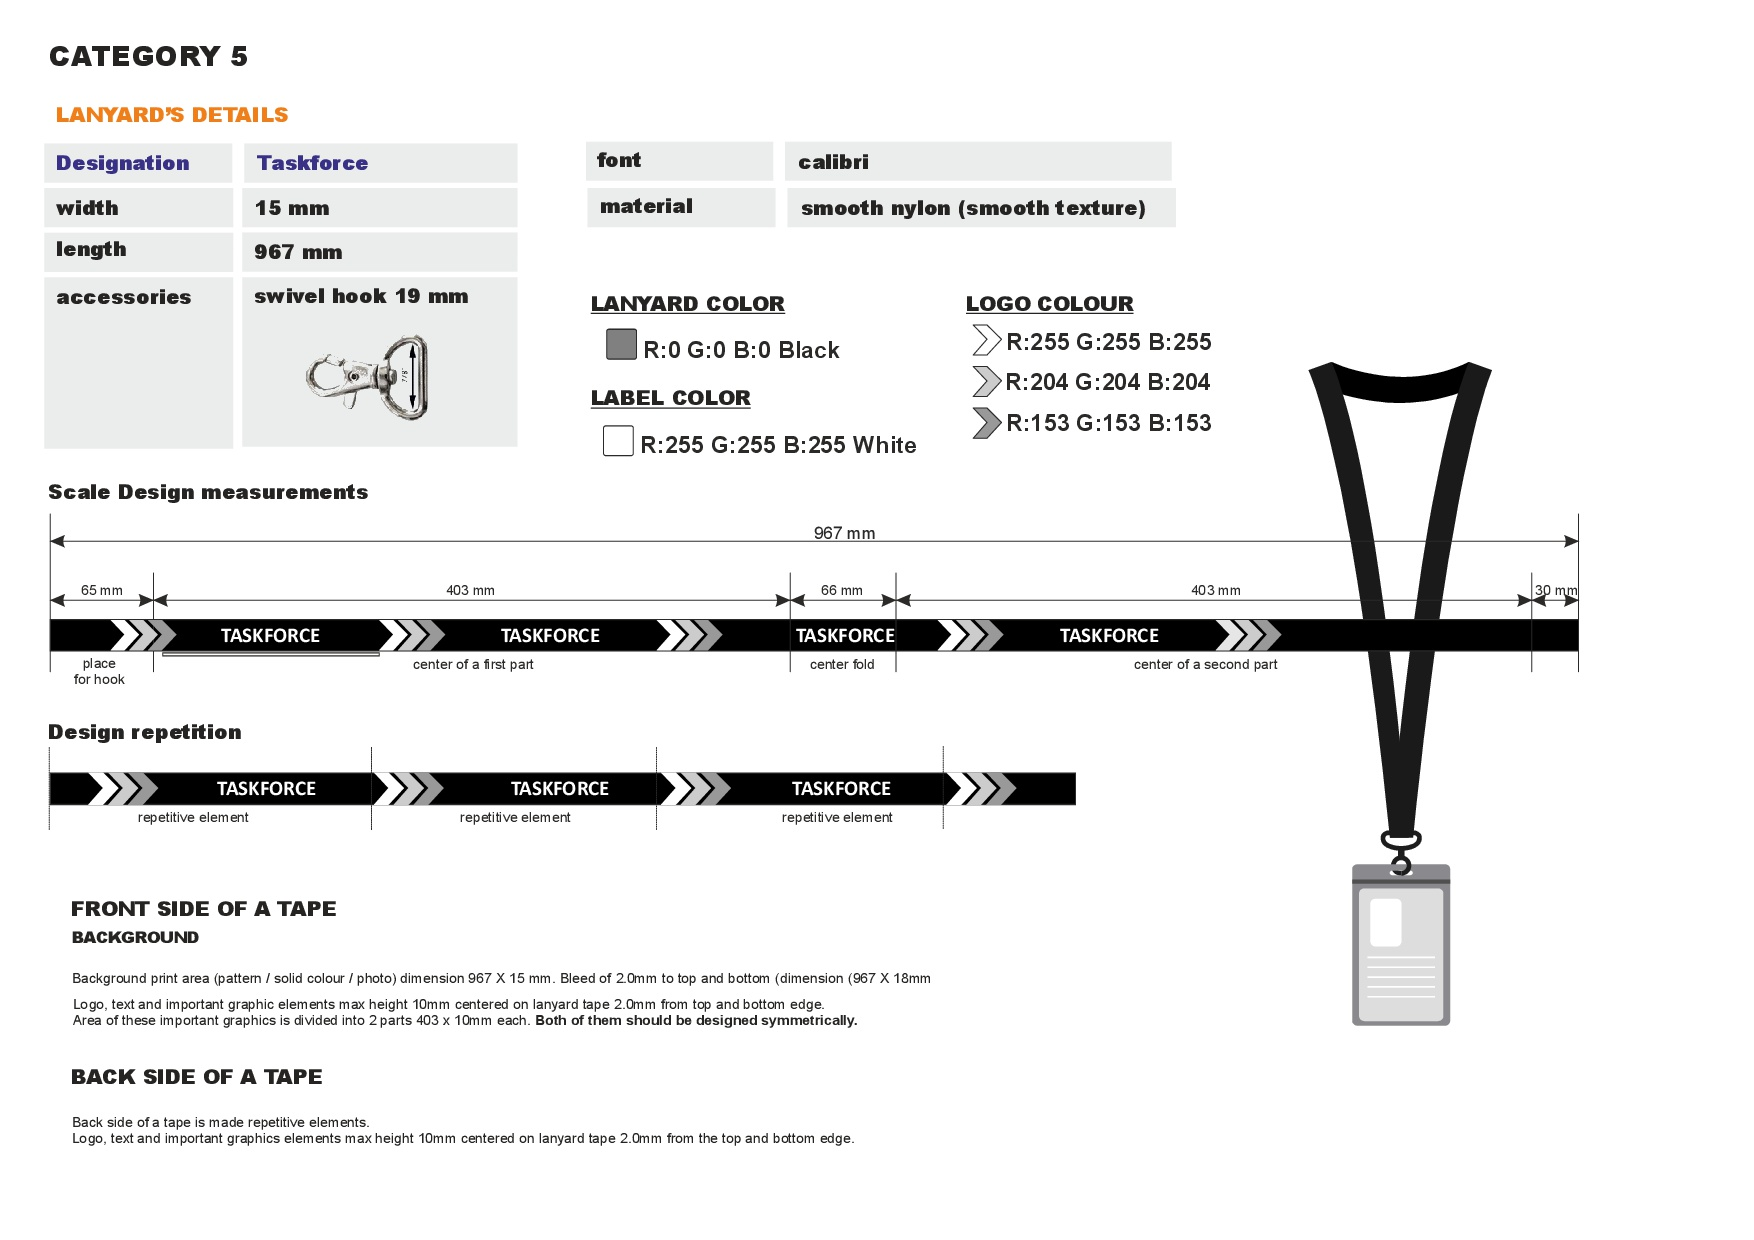 CATEGORY 5
LANYARD'S DETAILS
Designation Taskforce
width 15 mm
length 967 mm
accessories swivel hook 19 mm
7/8"
font calibri
material smooth nylon (smooth texture)
LANYARD COLOR
R:0 G:0 B:0 Black
LABEL COLOR
R:255 G:255 B:255 White
LOGO COLOUR
R:255 G:255 B:255
R:204 G:204 B:204
R:153 G:153 B:153
Scale Design measurements
967 mm
65 mm 403 mm 66 mm 403 mm 30 mm
TASKFORCE TASKFORCE TASKFORCE TASKFORCE
place
for hook
center of a first part center fold center of a second part
Design repetition
TASKFORCE TASKFORCE TASKFORCE
repetitive element repetitive element repetitive element
FRONT SIDE OF A TAPE
BACKGROUND
Background print area (pattern / solid colour / photo) dimension 967 X 15 mm. Bleed of 2.0mm to top and bottom (dimension (967 X 18mm
Logo, text and important graphic elements max height 10mm centered on lanyard tape 2.0mm from top and bottom edge.
Area of these important graphics is divided into 2 parts 403 x 10mm each. Both of them should be designed symmetrically.
BACK SIDE OF A TAPE
Back side of a tape is made repetitive elements.
Logo, text and important graphics elements max height 10mm centered on lanyard tape 2.0mm from the top and bottom edge.